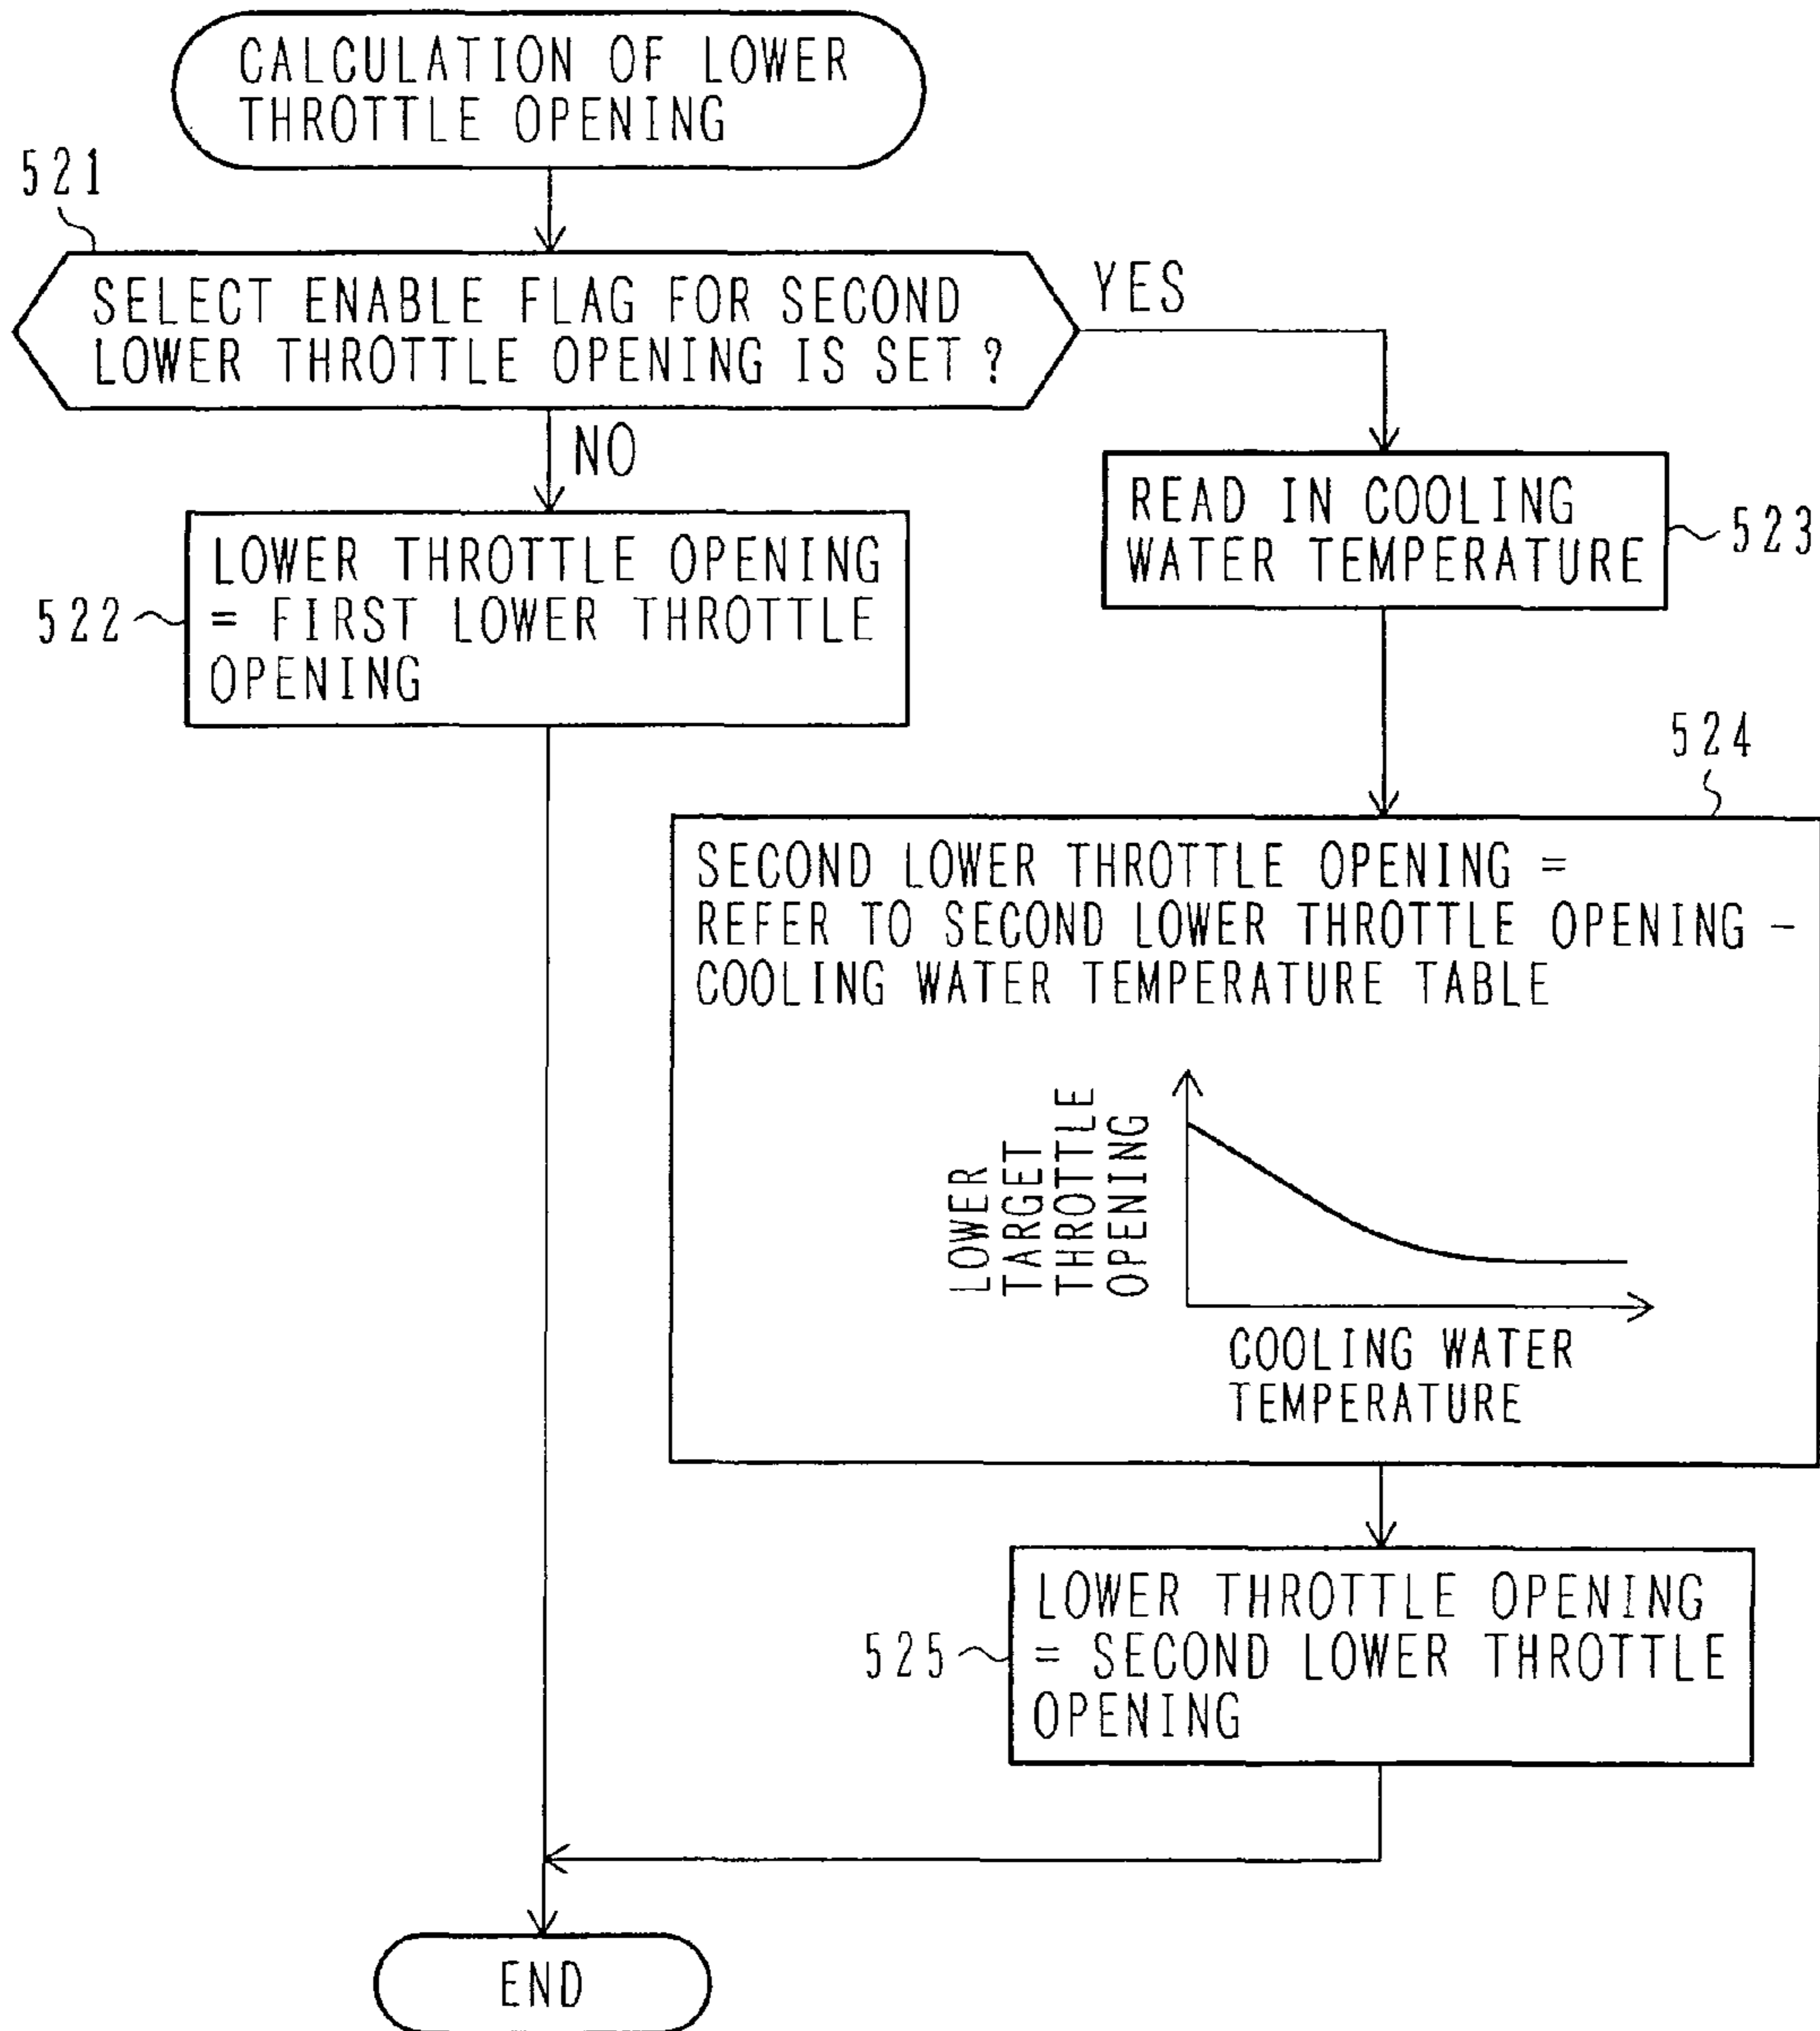 CALCULATION OF LOWER
THROTTLE OPENING
521
SELECT ENABLE FLAG FOR SECOND
LOWER THROTTLE OPENING IS SET ?
YES
NO
READ IN COOLING
WATER TEMPERATURE
523
LOWER THROTTLE OPENING
= FIRST LOWER THROTTLE
OPENING
522
524
SECOND LOWER THROTTLE OPENING =
REFER TO SECOND LOWER THROTTLE OPENING -
COOLING WATER TEMPERATURE TABLE
LOWER
TARGET
THROTTLE
OPENING
COOLING WATER
TEMPERATURE
LOWER THROTTLE OPENING
= SECOND LOWER THROTTLE
OPENING
525
END